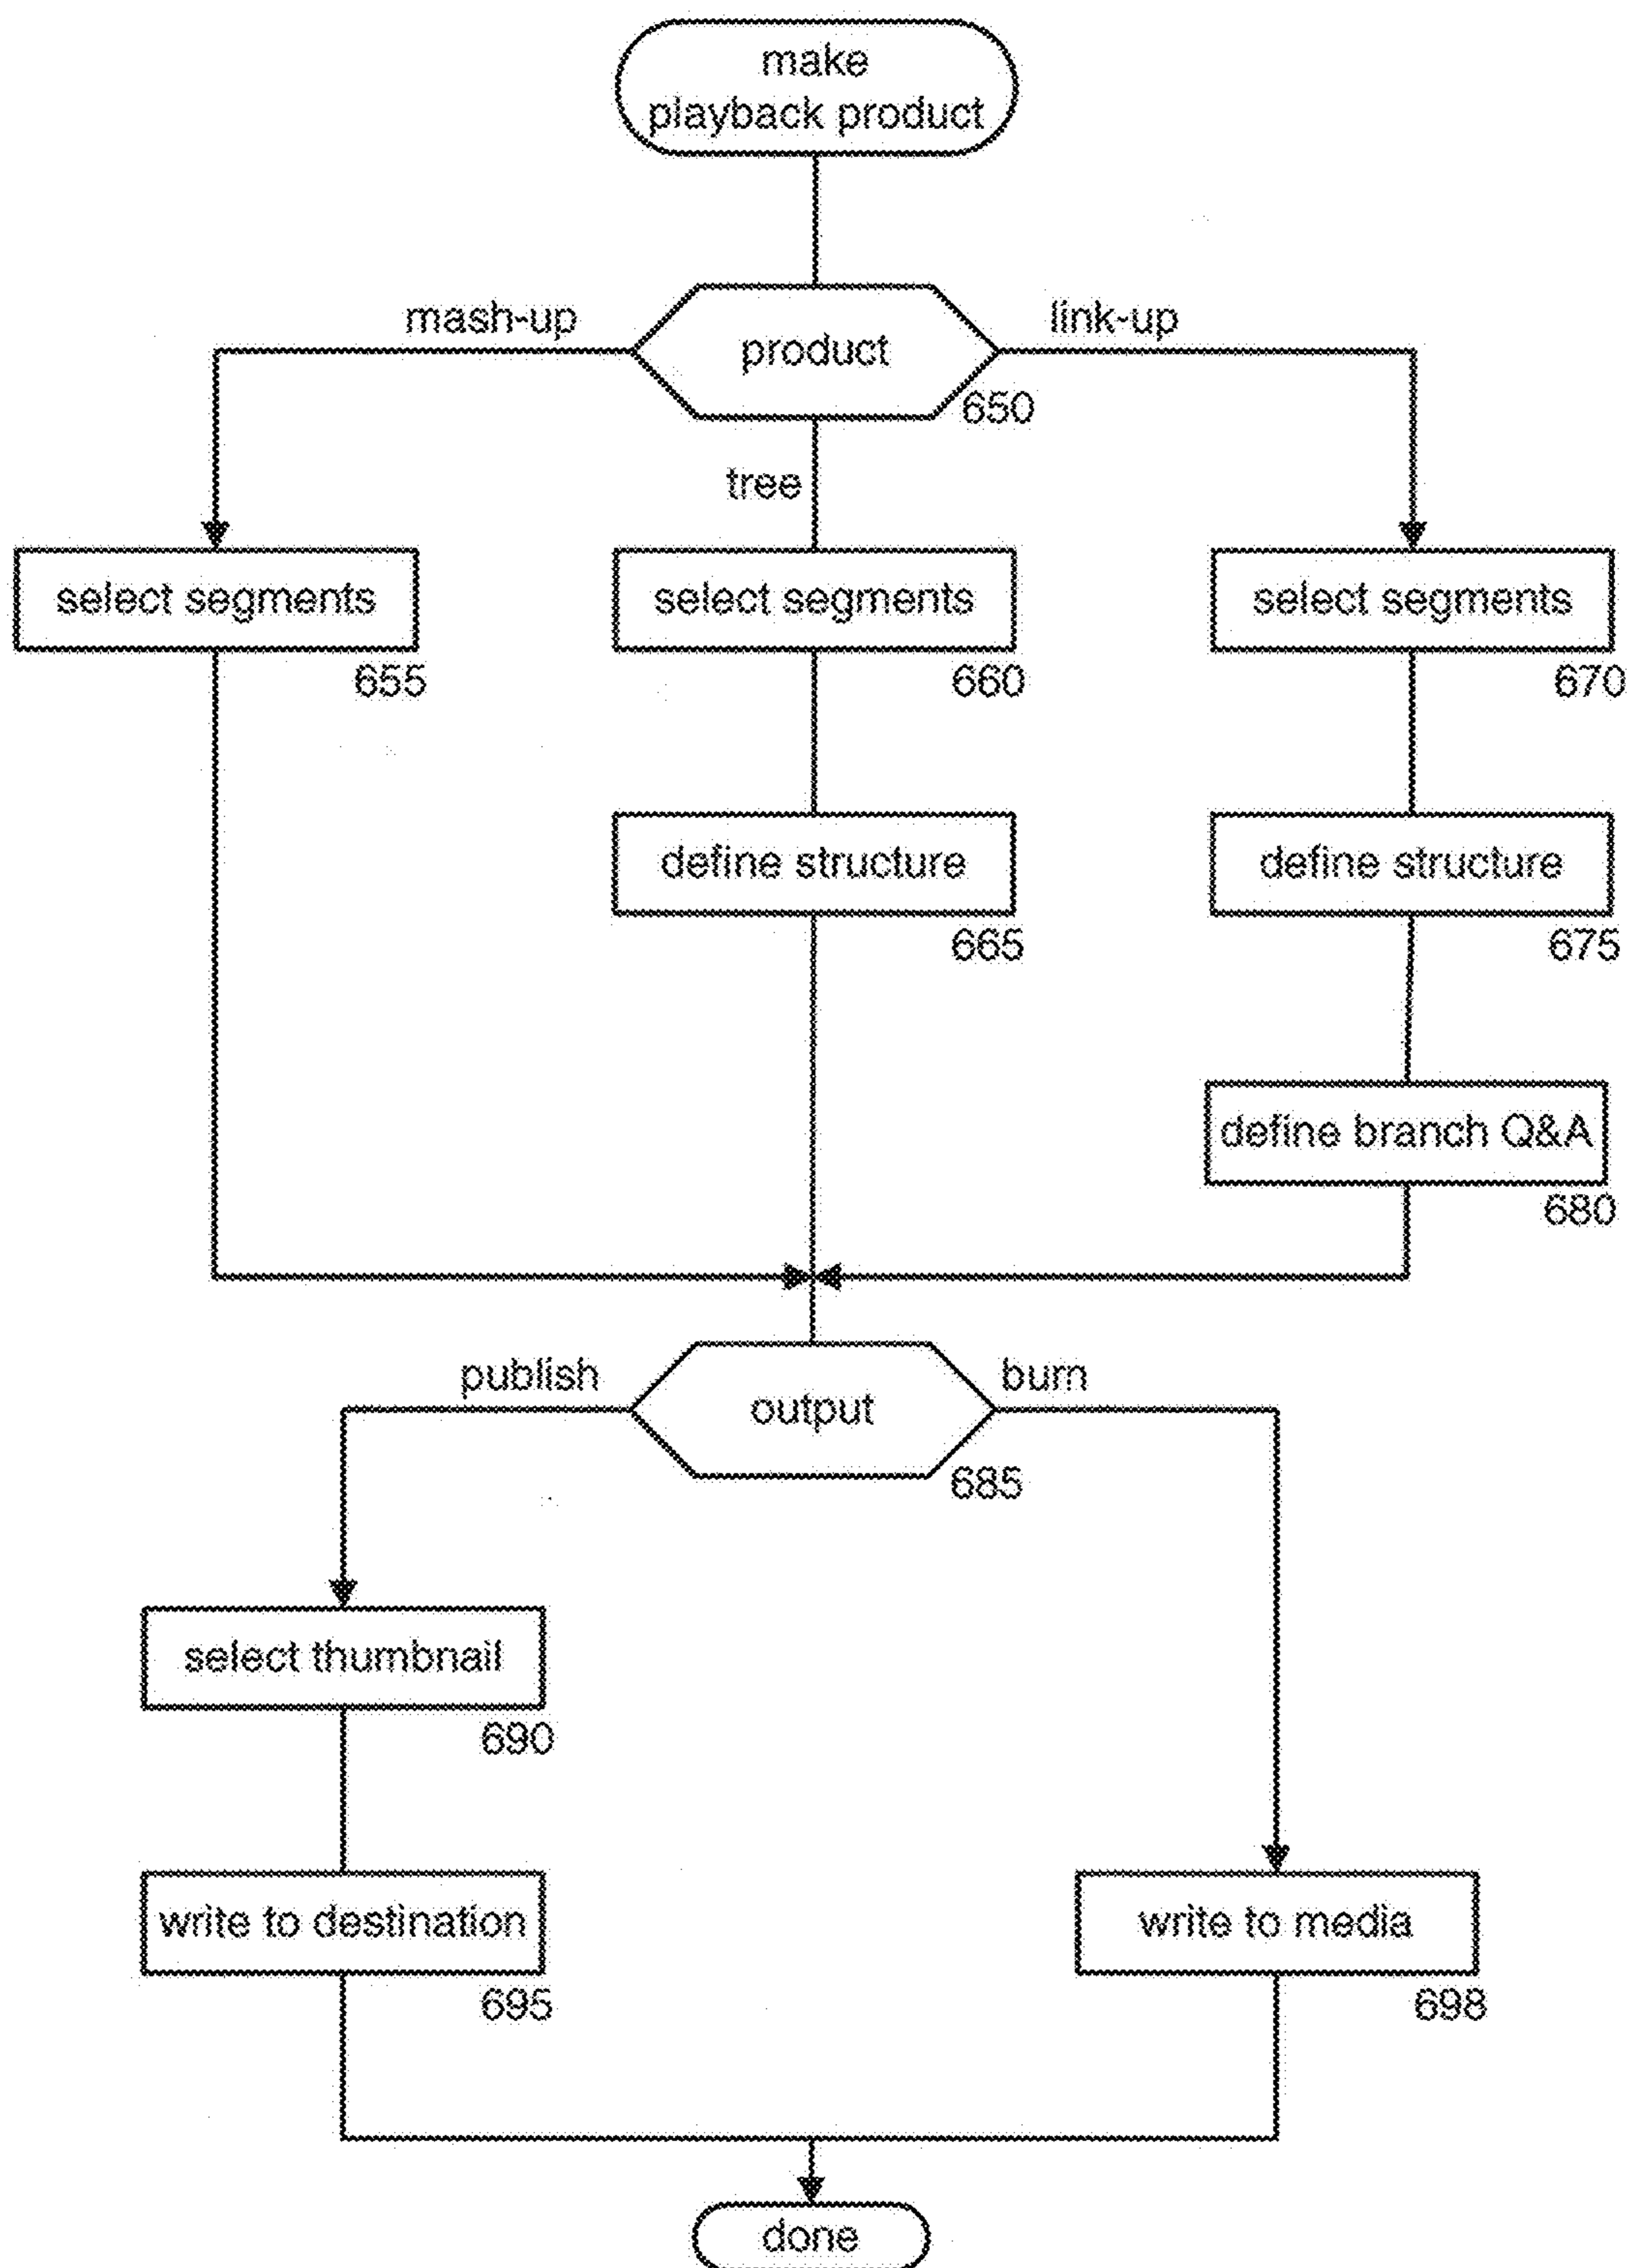 make
playback product
mash-up
link-up
product
650
tree
select segments
select segments
select segments
655
660
670
define structure
define structure
665
675
define branch Q&A
680
publish
burn
output
685
select thumbnail
690
write to destination
write to media
695
698
done